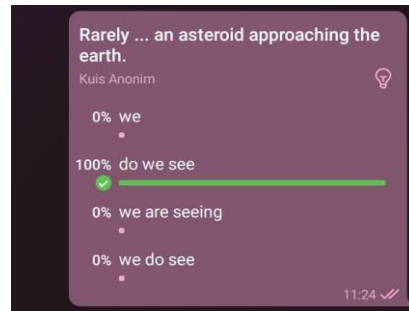 Rarely ... an asteroid approaching the
earth.
Kuis Anonim
0% we
100% do we see
0% we are seeing
0% we do see
11:24